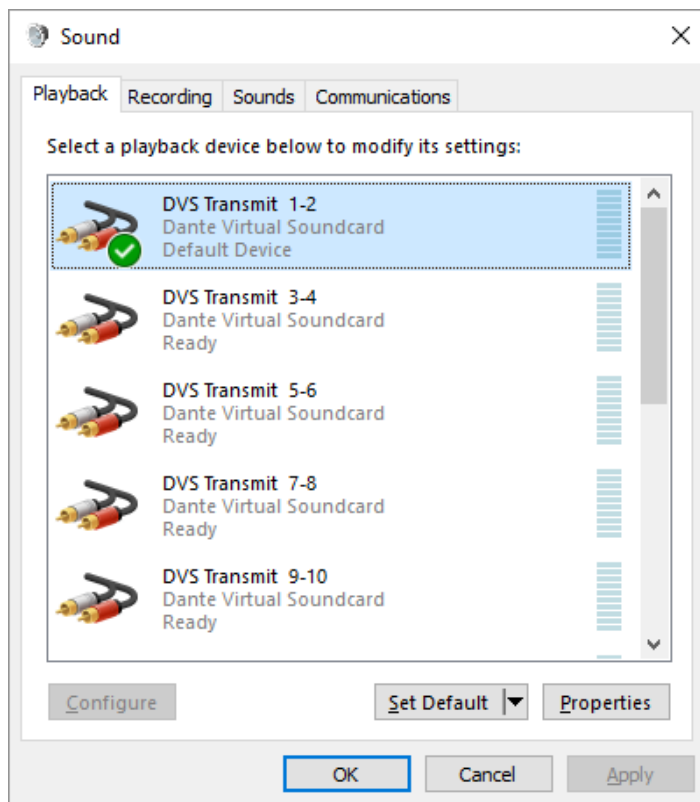 Sound
Playback Recording Sounds Communications
Select a playback device below to modify its settings:
DVS Transmit 1-2
Dante Virtual Soundcard
Default Device
DVS Transmit 3-4
Dante Virtual Soundcard
Ready
DVS Transmit 5-6
Dante Virtual Soundcard
Ready
DVS Transmit 7-8
Dante Virtual Soundcard
Ready
DVS Transmit 9-10
Dante Virtual Soundcard
Ready
Configure Set Default Properties
OK Cancel Apply